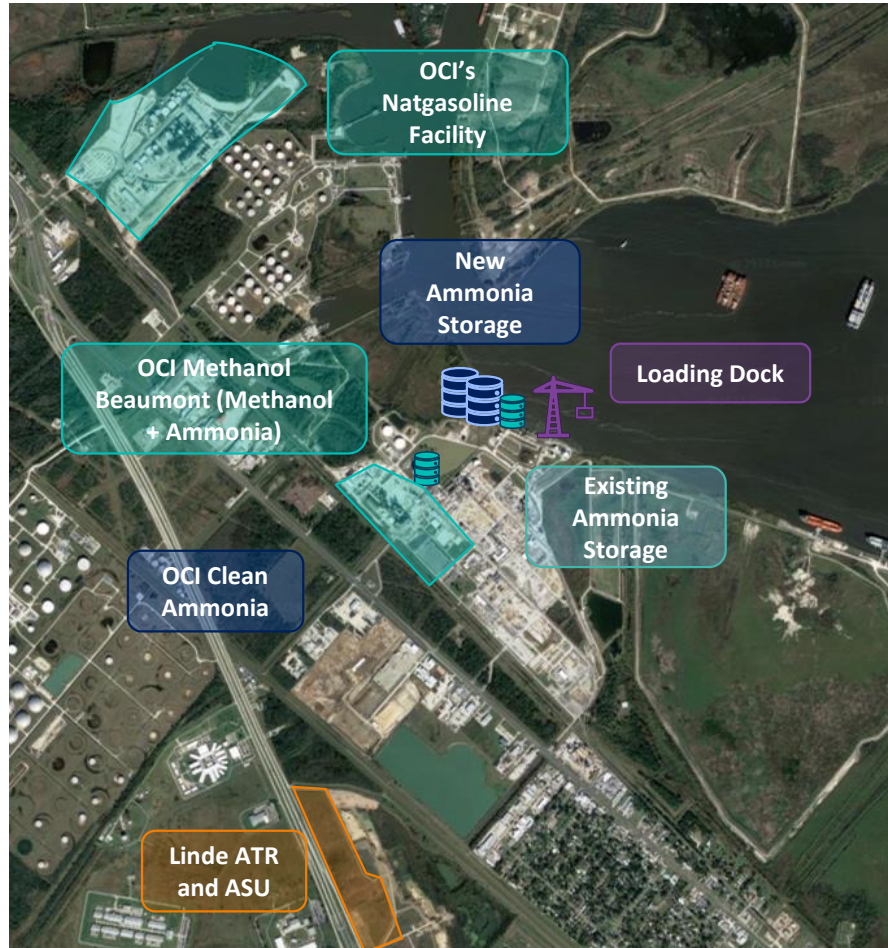 OCI's
Natgasoline
Facility
New
Ammonia
Storage
OCI Methanol
Beaumont (Methanol
+ Ammonia)
Loading Dock
Existing
Ammonia
Storage
OCI Clean
Ammonia
Linde ATR
and ASU